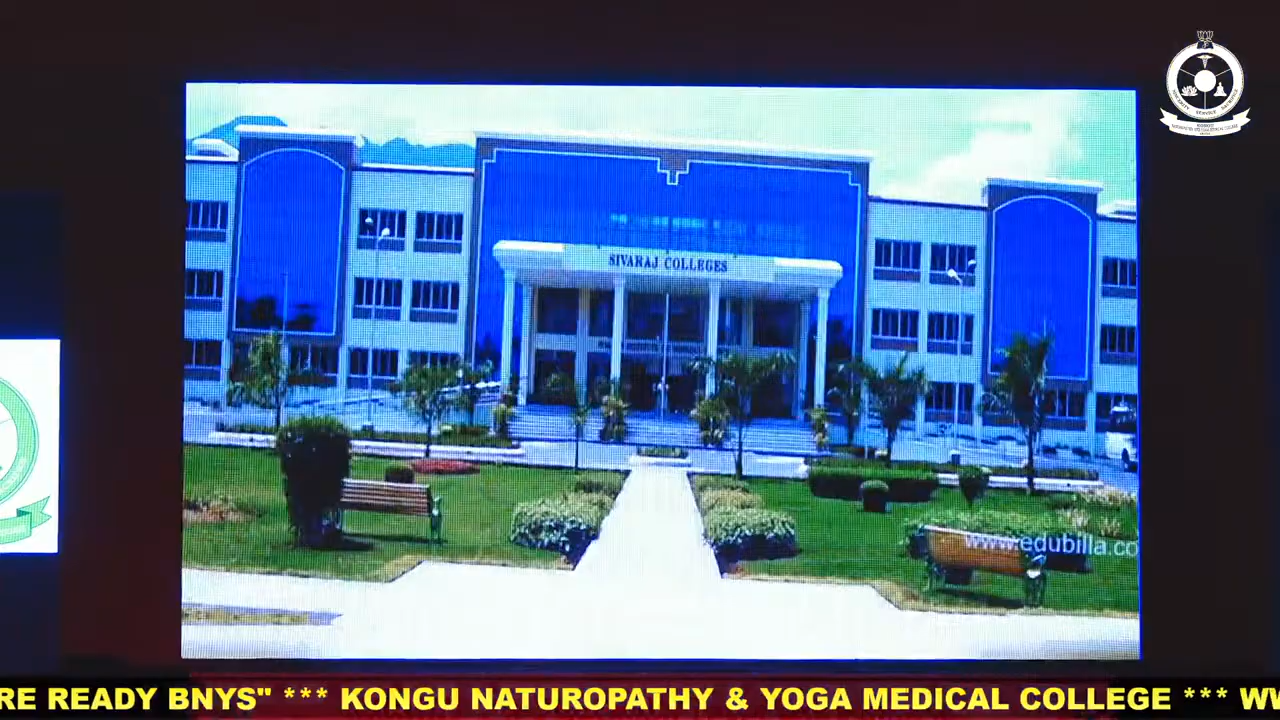 SIVARAJ COLLEGES
www.edubilla.co
RE READY BNYS" *** KONGU NATUROPATHY & YOGA MEDICAL COLLEGE *** WW